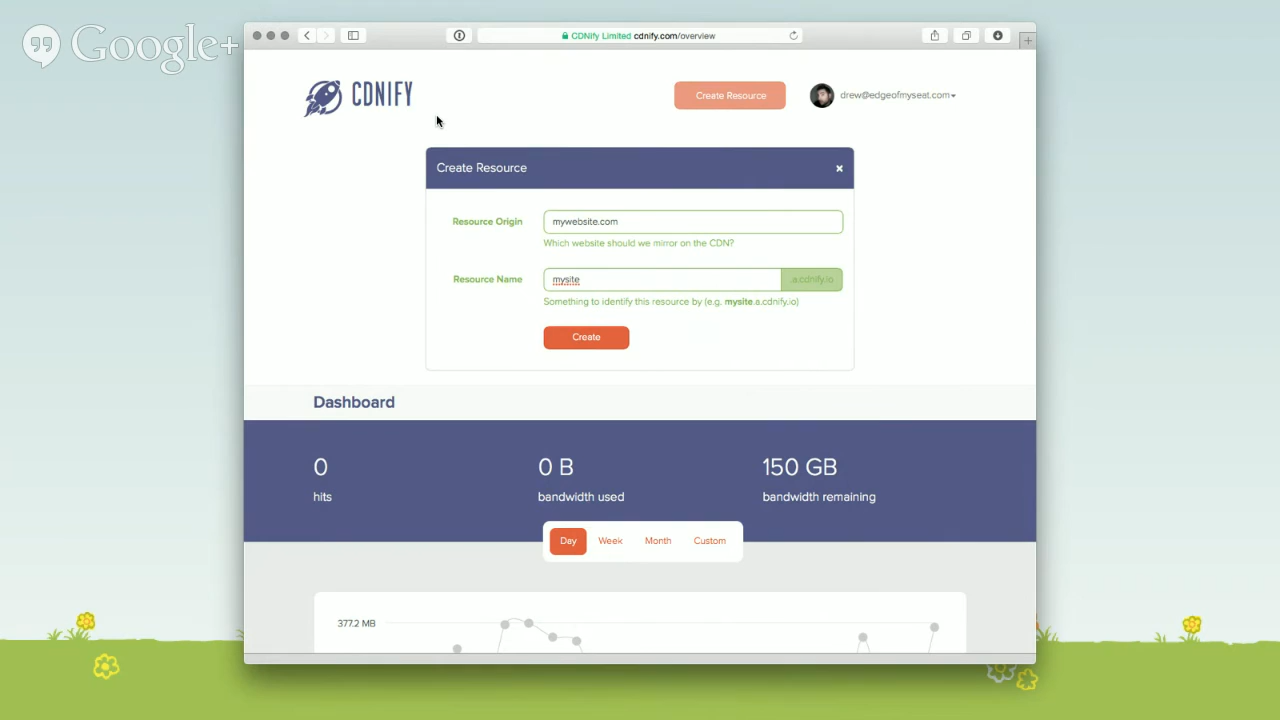 Google+
CDNify Limited cdnify.com/overview
CDNIFY
Create Resource
drew@edgeofmyseat.com
Create Resource
×
Resource Origin
mywebsite.com
Which website should we mirror on the CDN?
Resource Name
mysite
.a.cdnify.io
Something to identify this resource by (e.g. mysite.a.cdnify.io)
Create
Dashboard
0
0 B
150 GB
hits
bandwidth used
bandwidth remaining
Day
Week
Month
Custom
377.2 MB